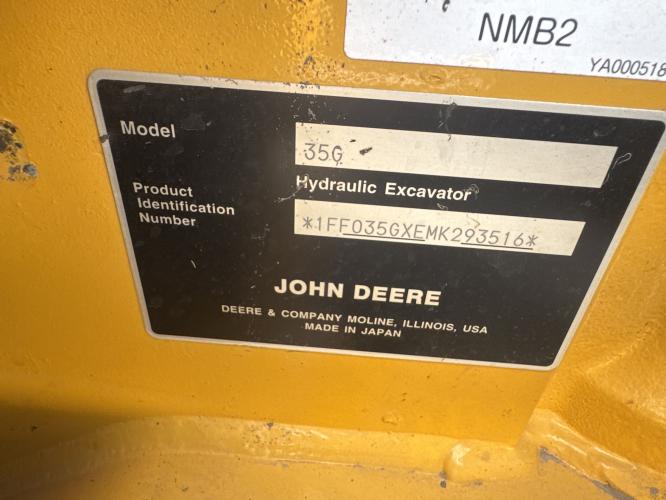 NMB2
YA000518
Model
35G
Hydraulic Excavator
Product
Identification
Number
*1FF035GXEMK293516*
JOHN DEERE
DEERE & COMPANY MOLINE, ILLINOIS, USA
MADE IN JAPAN